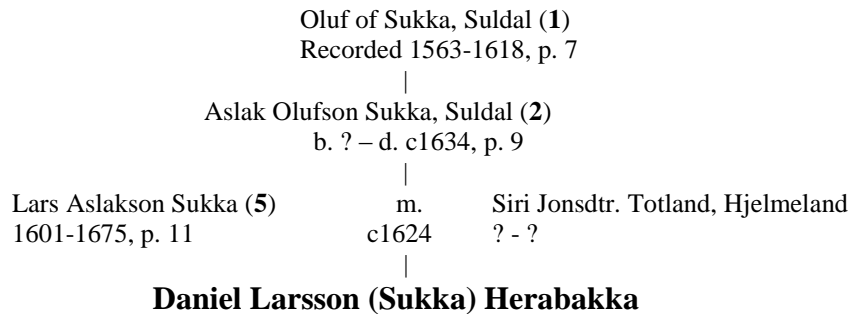 Oluf of Sukka, Suldal (1)
Recorded 1563-1618, p. 7
|
Aslak Olufson Sukka, Suldal (2)
b. ? – d. c1634, p. 9
|
Lars Aslakson Sukka (5) m. Siri Jonsdtr. Totland, Hjelmeland
1601-1675, p. 11 c1624 ? - ?
|
Daniel Larsson (Sukka) Herabakka